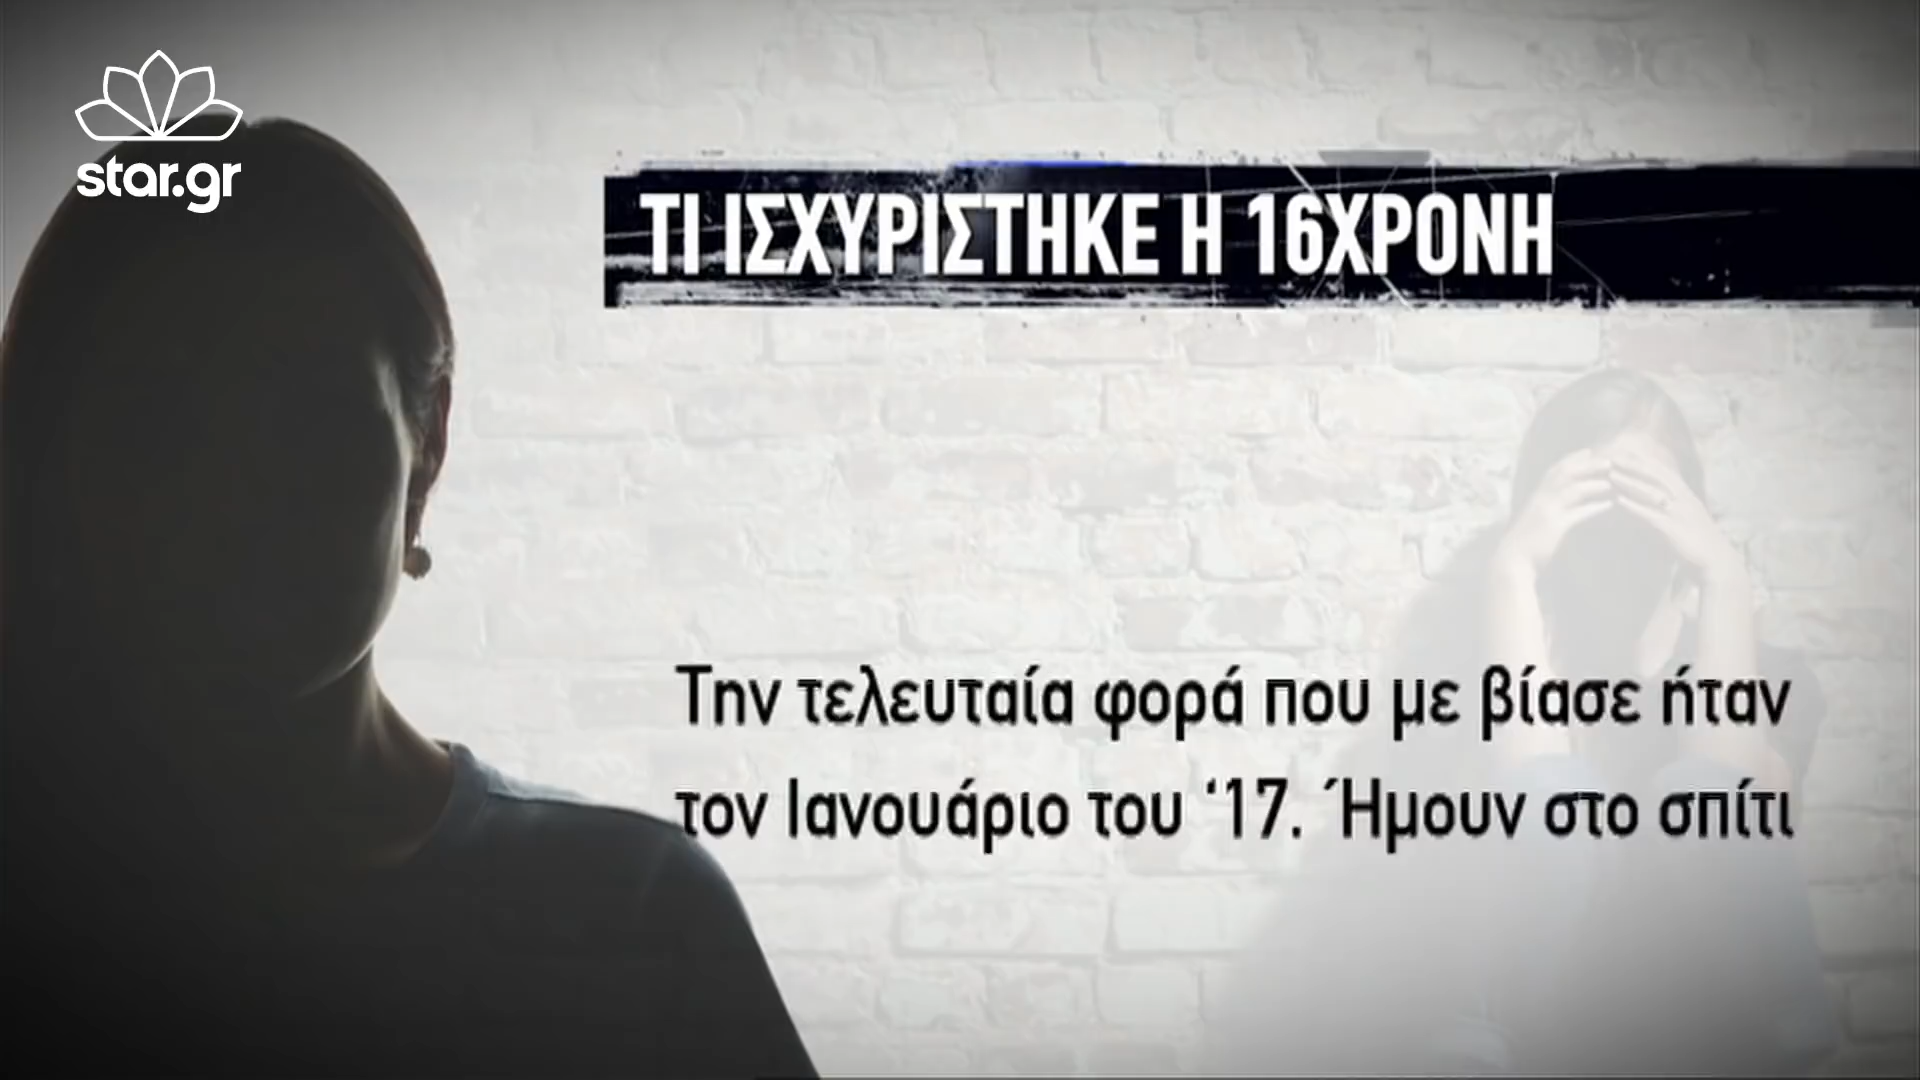 star.gr
ΤΙ ΙΣΧΥΡΙΣΤΗΚΕ Η 16ΧΡΟΝΗ
Την τελευταία φορά που με βίασε ήταν
τον Ιανουάριο του ‘17. Ήμουν στο σπίτι